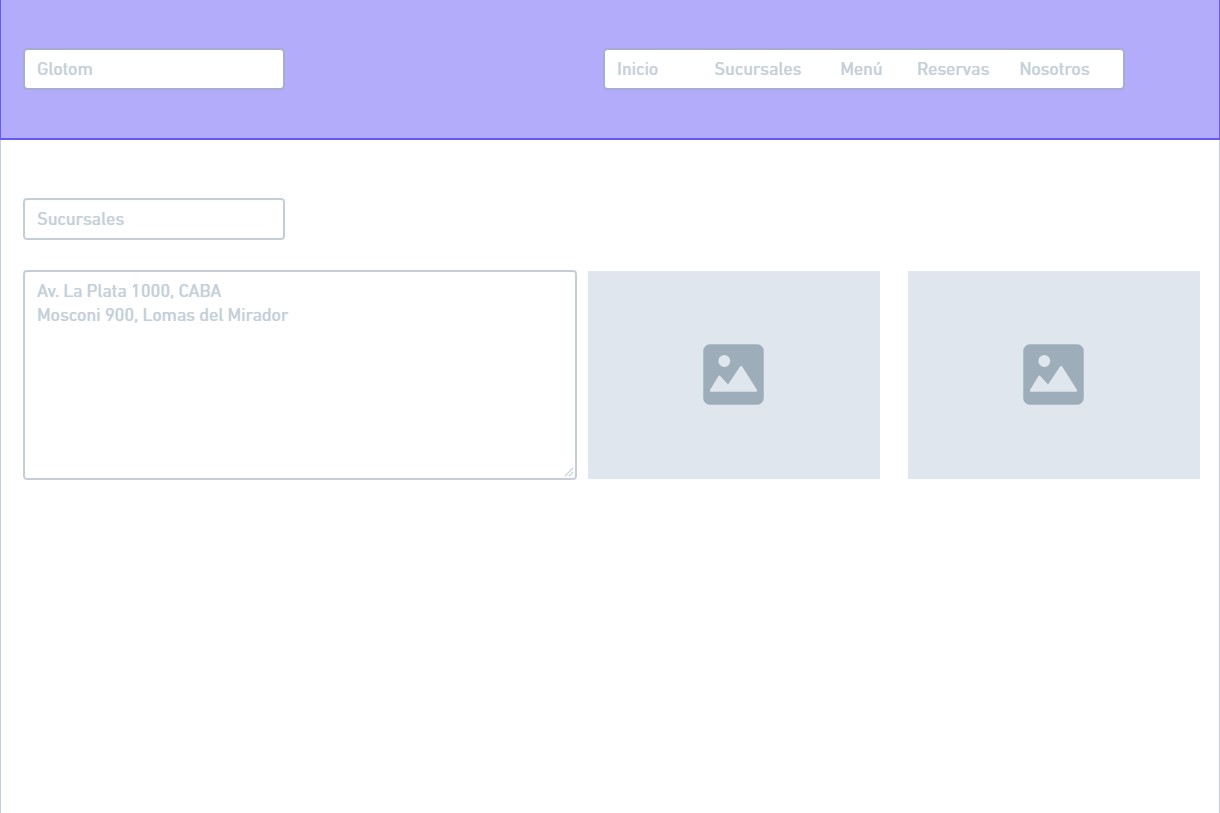 Glotom
Inicio Sucursales Menú Reservas Nosotros
Sucursales
Av. La Plata 1000, CABA
Mosconi 900, Lomas del Mirador